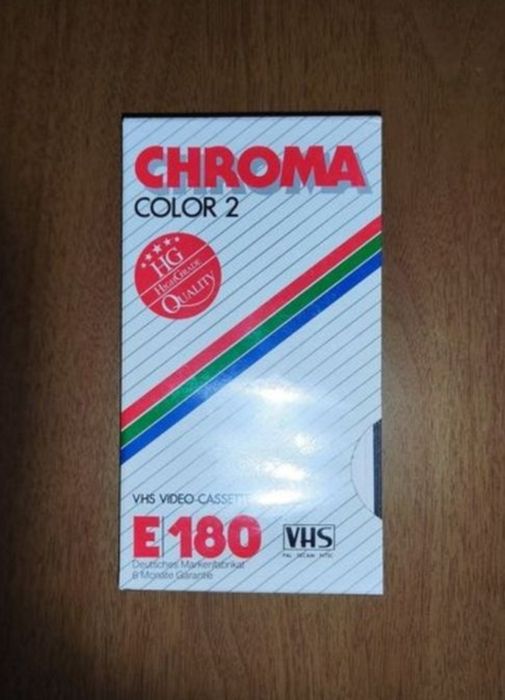 CHROMA
COLOR 2
HG
HIGHGRADE
QUALITY
VHS VIDEO-CASSETTE
E/180
VHS
PAL SECAM NTSC
Deutsches Markenfabrikat
6 Monate Garantie